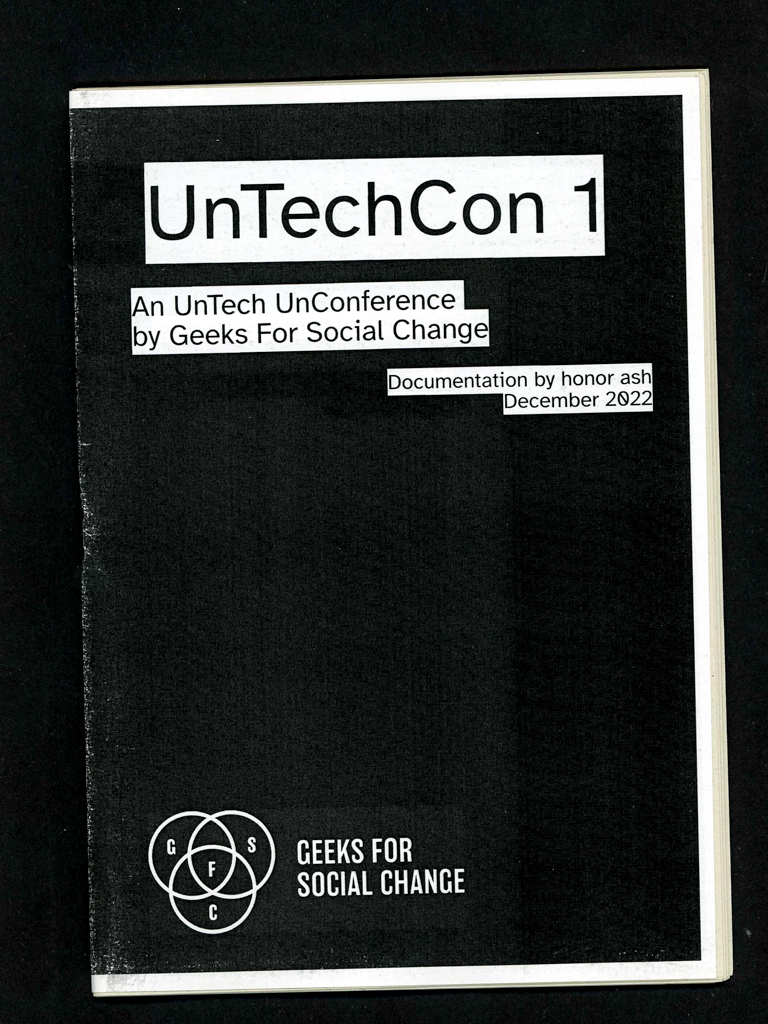 UnTechCon 1
An UnTech UnConference
by Geeks For Social Change
Documentation by honor ash
December 2022
G S
F
C
GEEKS FOR
SOCIAL CHANGE